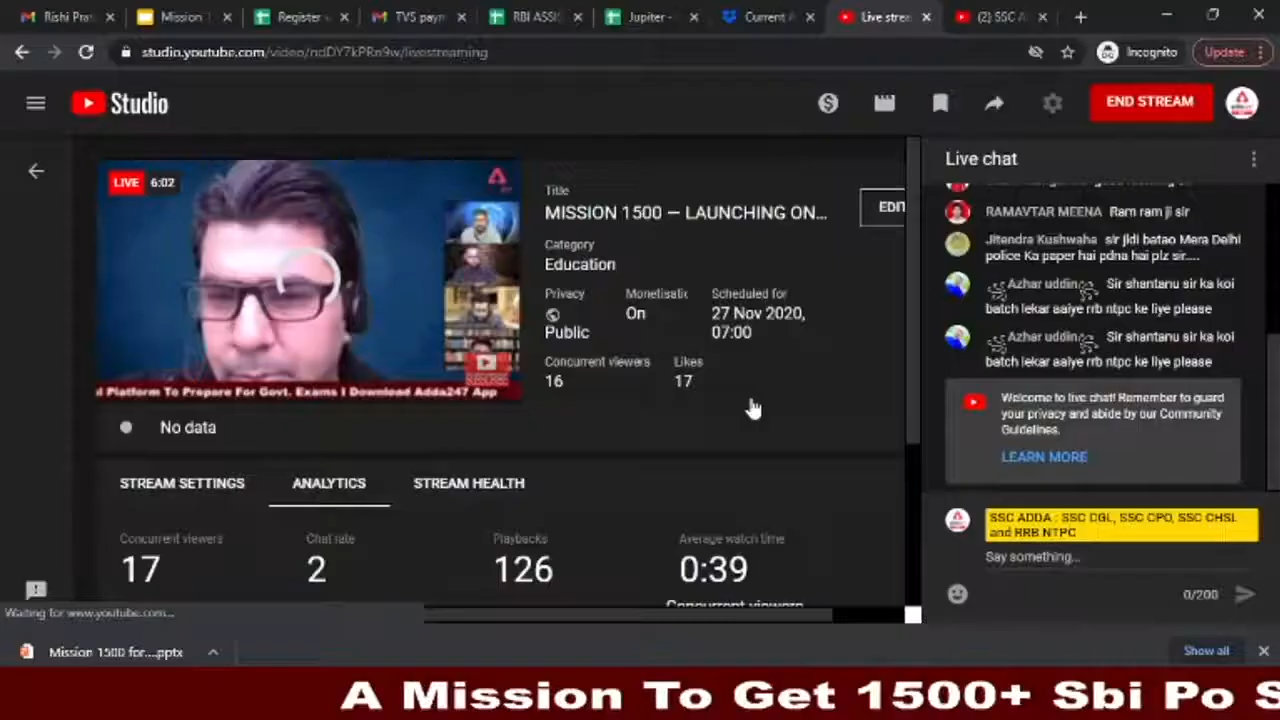 Rishi Prat
Mission 1
Register
TVS paym
RBI ASSIS
Jupiter -
Current A
Live strea
(2) SSC A
studio.youtube.com/video/ndDY7kPRn9w/livestreaming
Incognito
Update
Studio
END STREAM
LIVE 6:02
l Platform To Prepare For Govt. Exams I Download Adda247 App
No data
Title
MISSION 1500 – LAUNCHING ON...
EDIT
Category
Education
Privacy
Public
Monetisatic
On
Scheduled for
27 Nov 2020,
07:00
Concurrent viewers
16
Likes
17
STREAM SETTINGS
ANALYTICS
STREAM HEALTH
Concurrent viewers
17
Chat rate
2
Playbacks
126
Average watch time
0:39
Concurrent viewers
Live chat
RAMAVTAR MEENA Ram ram ji sir
Jitendra Kushwaha sir jldi batao Mera Delhi
police Ka paper hai pdna hai plz sir....
Azhar uddin Sir shantanu sir ka koi
batch lekar aaiye rrb ntpc ke liye please
Azhar uddin Sir shantanu sir ka koi
batch lekar aaiye rrb ntpc ke liye please
Welcome to live chat! Remember to guard
your privacy and abide by our Community
Guidelines.
LEARN MORE
SSC ADDA : SSC CGL, SSC CPO, SSC CHSL
and RRB NTPC
Say something...
0/200
Waiting for www.youtube.com...
Mission 1500 for....pptx
Show all
A Mission To Get 1500+ Sbi Po S